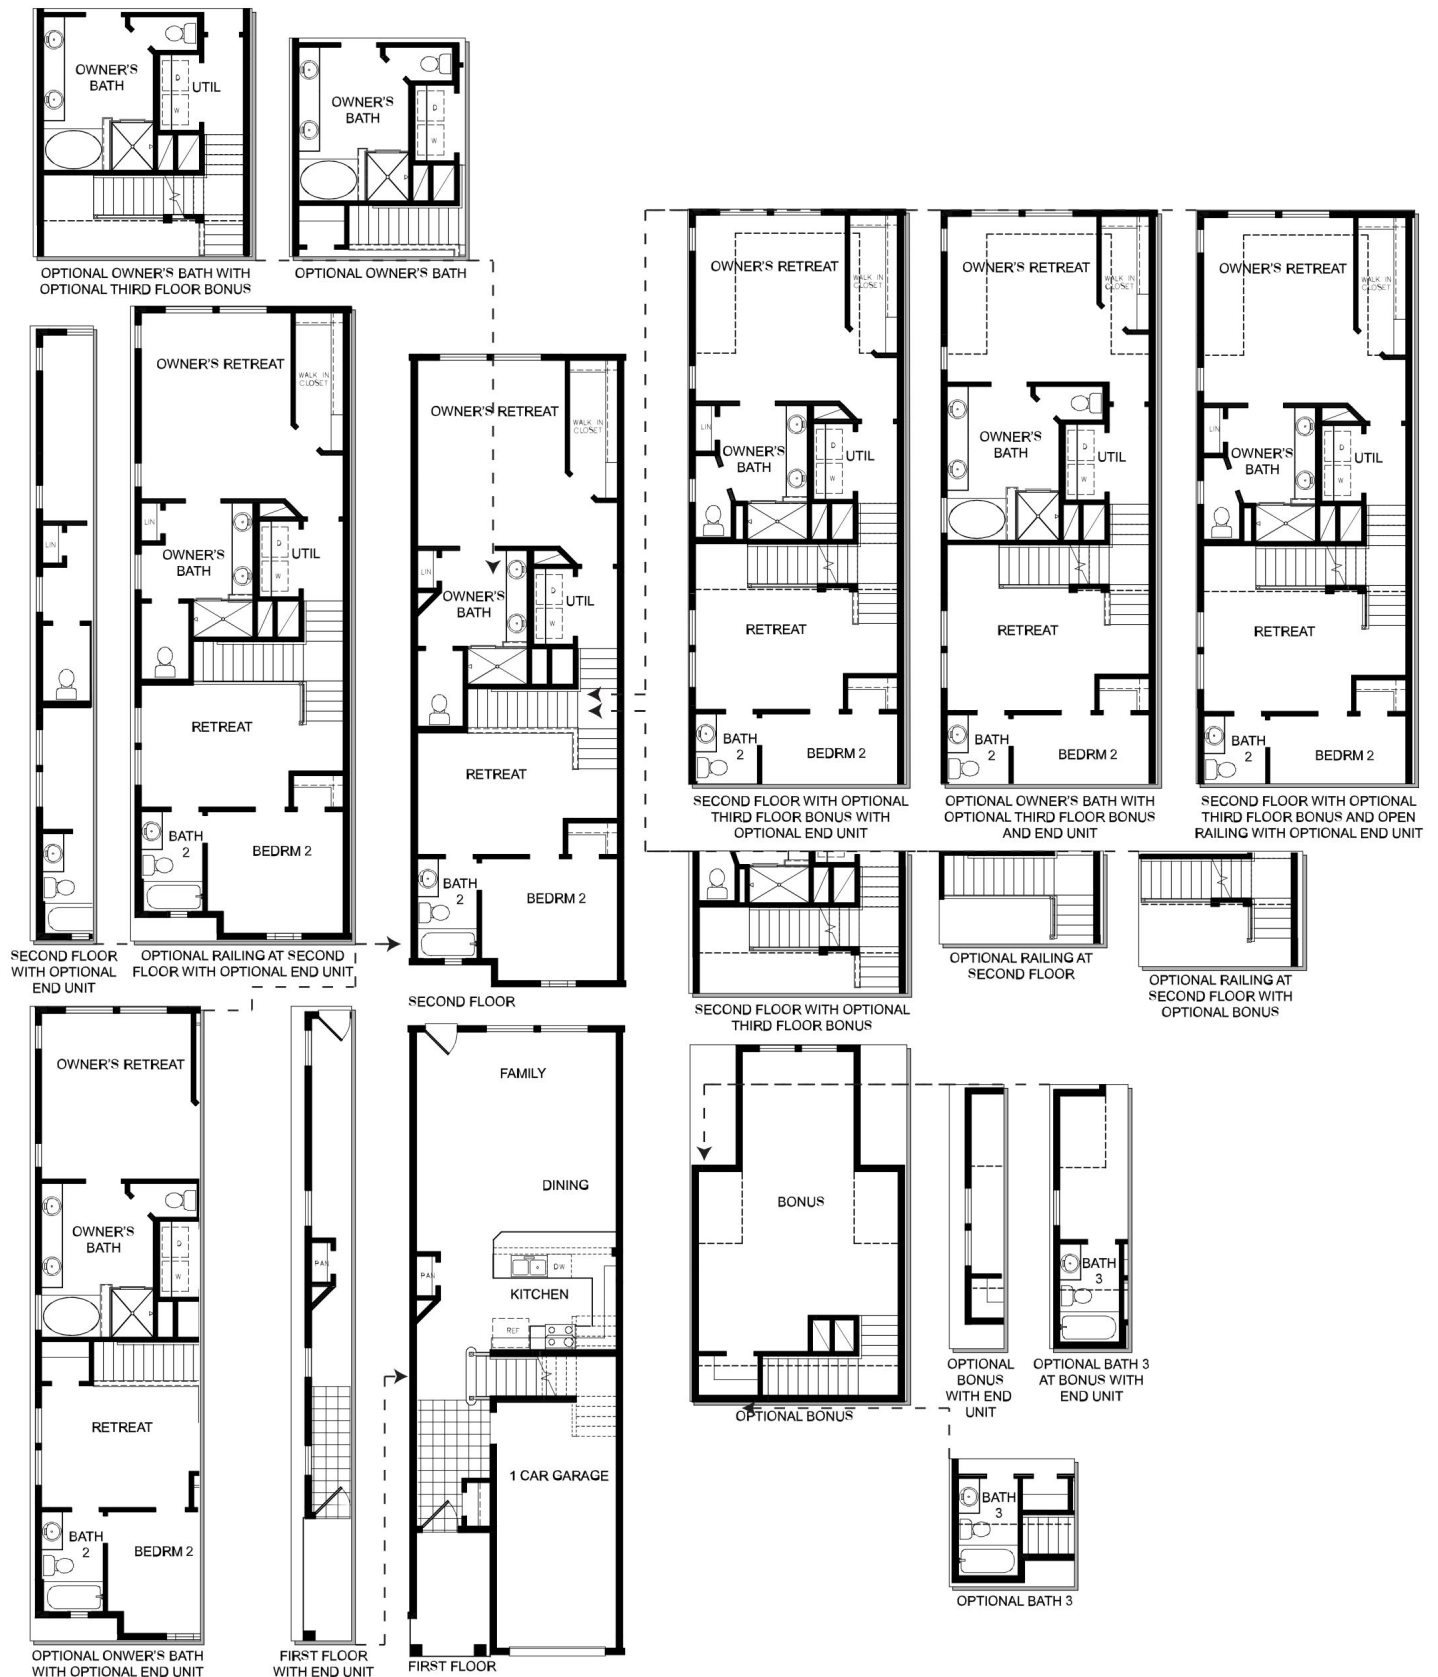 OWNER'S
BATH
D
W
UTIL
OPTIONAL OWNER'S BATH WITH
OPTIONAL THIRD FLOOR BONUS
OWNER'S
BATH
D
W
OPTIONAL OWNER'S BATH
LIN
SECOND FLOOR
WITH OPTIONAL
END UNIT
OWNER'S RETREAT
WALK IN
CLOSET
LIN
OWNER'S
BATH
D
W
UTIL
RETREAT
BATH
2
BEDRM 2
OPTIONAL RAILING AT SECOND
FLOOR WITH OPTIONAL END UNIT
OWNER'S RETREAT
WALK IN
CLOSET
LIN
OWNER'S
BATH
D
W
UTIL
RETREAT
BATH
2
BEDRM 2
SECOND FLOOR
OWNER'S RETREAT
WALK IN
CLOSET
LIN
OWNER'S
BATH
D
W
UTIL
RETREAT
BATH
2
BEDRM 2
SECOND FLOOR WITH OPTIONAL
THIRD FLOOR BONUS WITH
OPTIONAL END UNIT
OWNER'S RETREAT
WALK IN
CLOSET
OWNER'S
BATH
D
W
UTIL
RETREAT
BATH
2
BEDRM 2
OPTIONAL OWNER'S BATH WITH
OPTIONAL THIRD FLOOR BONUS
AND END UNIT
OWNER'S RETREAT
WALK IN
CLOSET
LIN
OWNER'S
BATH
D
W
UTIL
RETREAT
BATH
2
BEDRM 2
SECOND FLOOR WITH OPTIONAL
THIRD FLOOR BONUS AND OPEN
RAILING WITH OPTIONAL END UNIT
SECOND FLOOR WITH OPTIONAL
THIRD FLOOR BONUS
OPTIONAL RAILING AT
SECOND FLOOR
OPTIONAL RAILING AT
SECOND FLOOR WITH
OPTIONAL BONUS
OWNER'S RETREAT
OWNER'S
BATH
D
W
RETREAT
BATH
2
BEDRM 2
OPTIONAL ONWER'S BATH
WITH OPTIONAL END UNIT
PAN
FIRST FLOOR
WITH END UNIT
FAMILY
DINING
DW
PAN
KITCHEN
REF
1 CAR GARAGE
FIRST FLOOR
BONUS
OPTIONAL BONUS
OPTIONAL
BONUS
WITH END
UNIT
BATH
3
OPTIONAL BATH 3
AT BONUS WITH
END UNIT
BATH
3
OPTIONAL BATH 3